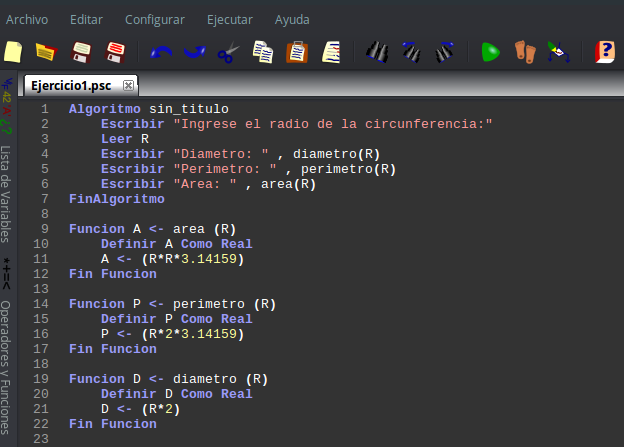 Archivo Editar Configurar Ejecutar Ayuda
Ejercicio1.psc
1 Algoritmo sin_titulo
2 Escribir "Ingrese el radio de la circunferencia:"
3 Leer R
4 Escribir "Diametro: " , diametro(R)
5 Escribir "Perimetro: " , perimetro(R)
6 Escribir "Area: " , area(R)
7 FinAlgoritmo
8
9 Funcion A <- area (R)
10 Definir A Como Real
11 A <- (R*R*3.14159)
12 Fin Funcion
13
14 Funcion P <- perimetro (R)
15 Definir P Como Real
16 P <- (R*2*3.14159)
17 Fin Funcion
18
19 Funcion D <- diametro (R)
20 Definir D Como Real
21 D <- (R*2)
22 Fin Funcion
23
Lista de Variables
*+=<
Operadores y Funciones